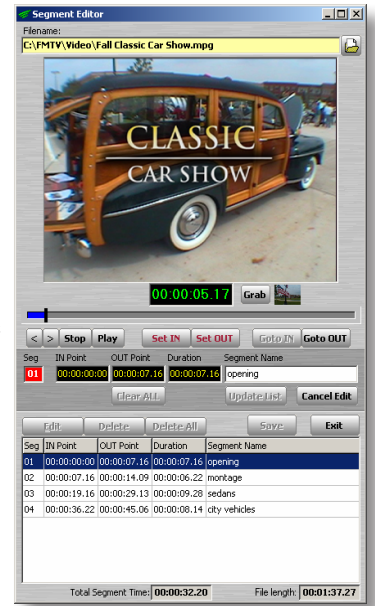 Segment Editor
Filename:
C:\FMTV\Video\Fall Classic Car Show.mpg
CLASSIC
CAR SHOW
00:00:05.17 Grab
< > Stop Play Set IN Set OUT Goto IN Goto OUT
Seg IN Point OUT Point Duration Segment Name
01 00:00:00:00 00:00:07.16 00:00:07.16 opening
Clear ALL Update List Cancel Edit
Edit Delete Delete All Save Exit
Seg IN Point OUT Point Duration Segment Name
01 00:00:00:00 00:00:07.16 00:00:07.16 opening
02 00:00:07.16 00:00:14.09 00:00:06.22 montage
03 00:00:19.16 00:00:29.13 00:00:09.28 sedans
04 00:00:36.22 00:00:45.06 00:00:08.14 city vehicles
Total Segment Time: 00:00:32.20 File length: 00:01:37.27